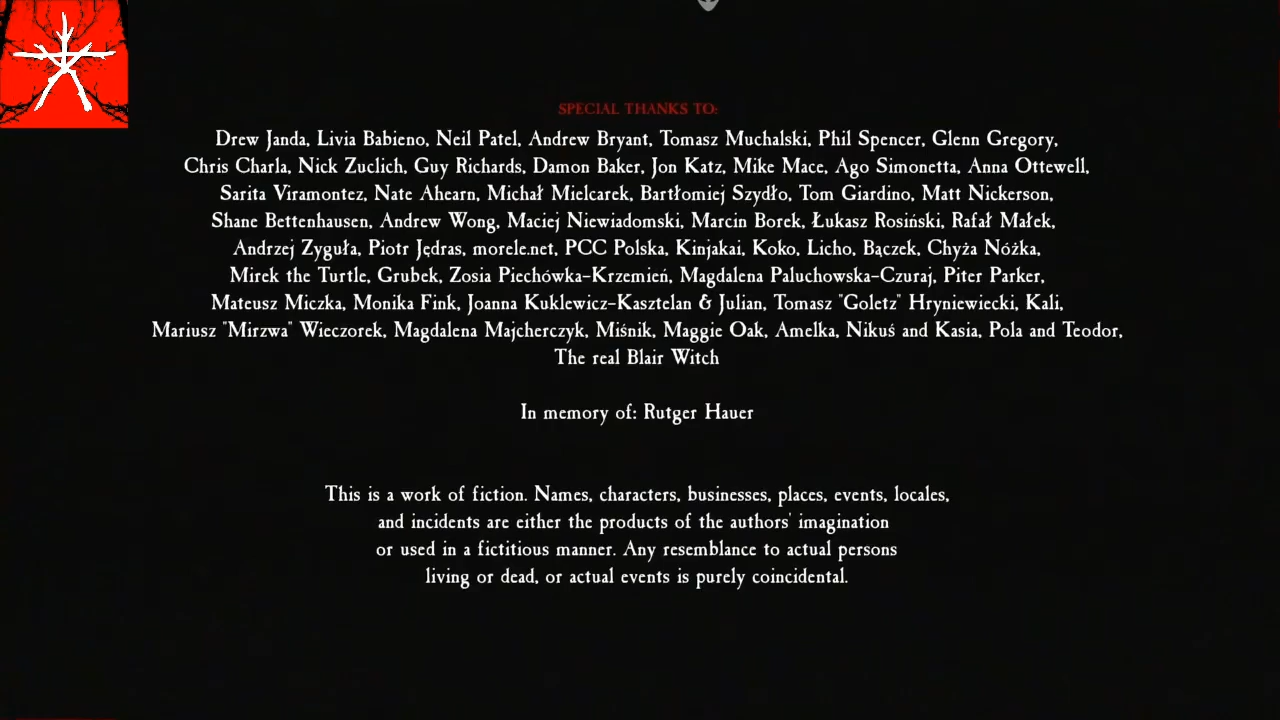 SPECIAL THANKS TO:
Drew Janda, Livia Babieno, Neil Patel, Andrew Bryant, Tomasz Muchalski, Phil Spencer, Glenn Gregory,
Chris Charla, Nick Zuclich, Guy Richards, Damon Baker, Jon Katz, Mike Mace, Ago Simonetta, Anna Ottewell,
Sarita Viramontez, Nate Ahearn, Michał Mielcarek, Bartłomiej Szydło, Tom Giardino, Matt Nickerson,
Shane Bettenhausen, Andrew Wong, Maciej Niewiadomski, Marcin Borek, Łukasz Rosiński, Rafał Małek,
Andrzej Zyguła, Piotr Jędras, morele.net, PCC Polska, Kinjakai, Koko, Licho, Bączek, Chyża Nóżka,
Mirek the Turtle, Grubek, Zosia Piechówka-Krzemień, Magdalena Paluchowska-Czuraj, Piter Parker,
Mateusz Miczka, Monika Fink, Joanna Kuklewicz-Kasztelan & Julian, Tomasz "Goletz" Hryniewiecki, Kali,
Mariusz "Mirzwa" Wieczorek, Magdalena Majcherczyk, Miśnik, Maggie Oak, Amelka, Nikuś and Kasia, Pola and Teodor,
The real Blair Witch
In memory of: Rutger Hauer
This is a work of fiction. Names, characters, businesses, places, events, locales,
and incidents are either the products of the authors' imagination
or used in a fictitious manner. Any resemblance to actual persons
living or dead, or actual events is purely coincidental.